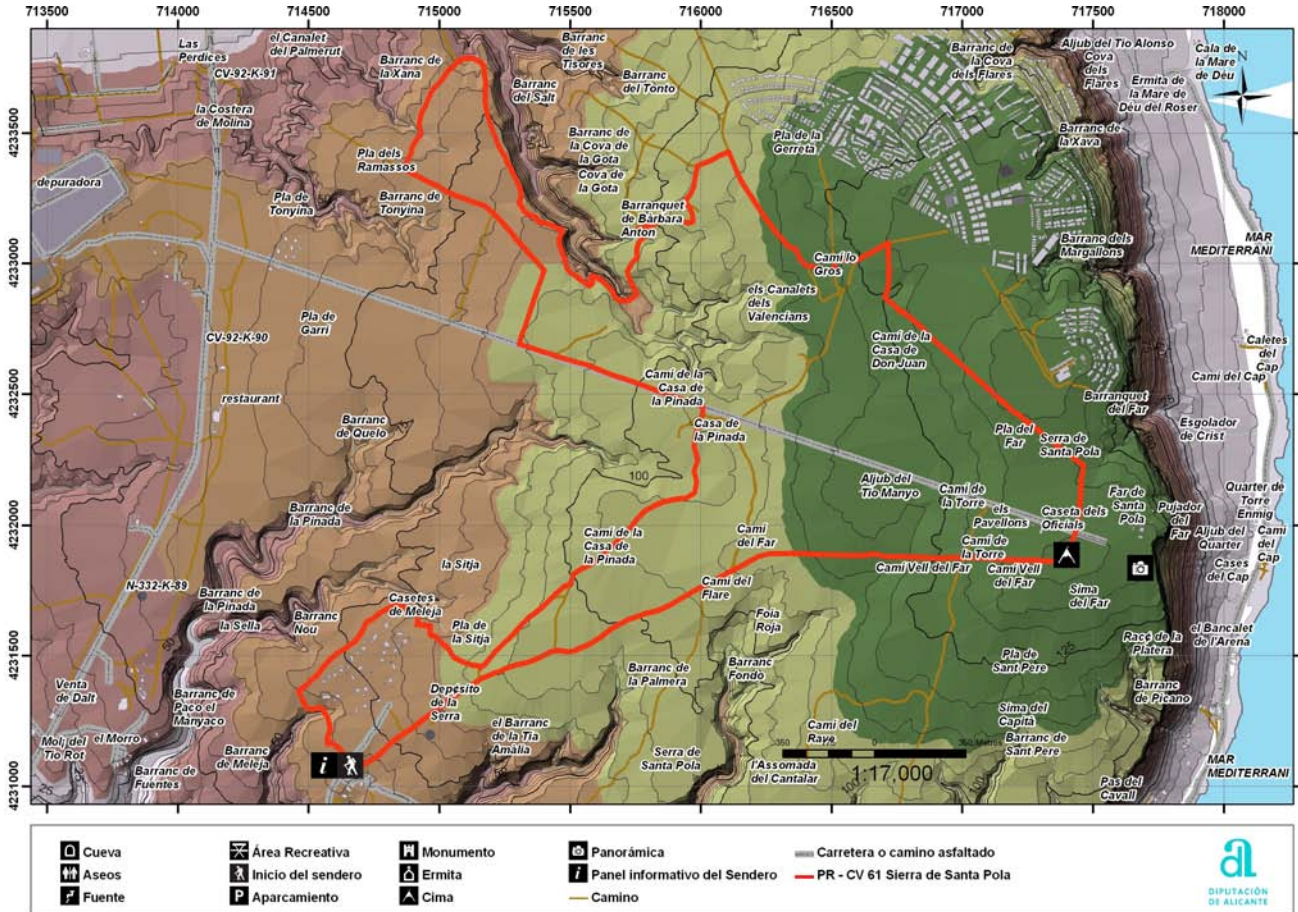 713500
714000
714500
715000
715500
716000
716500
717000
717500
718000
4233500
4233000
4232500
4232000
4231500
4231000
Las
Perdices
el Canalet
del Palmerut
CV-92-K-91
la Costera
de Molina
Barranc de
la Xana
Barranc
de les
Tisores
Barranc
del Salt
Barranc
del Tonto
Barranc de
la Cova
dels Flares
Aljub del Tio Alonso
Cova
dels
Flares
Cala de
la Mare
de Déu
Ermita de
la Mare de
Déu del Roser
N
Barranc de
la Xava
Pla de la
Gerreta
Barranc de
la Cova de
la Gota
Cova de
la Gota
Pla dels
Ramassos
depuradora
Pla de
Tonyina
Barranc de
Tonyina
Barranquet
de Bàrbara
Anton
Barranc dels
Margallons
MAR
MEDITERRANI
Camí lo
Gros
els Canalets
dels
Valencians
Pla de
Garri
CV-92-K-90
Camí de la
Casa de
Don Juan
Caletes
del
Cap
Camí del Cap
Camí de la
Casa de
la Pinada
Casa de
la Pinada
restaurant
Barranc
de Quelo
Barranquet
del Far
Esgolador
de Crist
Pla del
Far
Serra de
Santa Pola
100
Aljub del
Tio Manyo
Camí de
la Torre
els
Pavellons
Caseta dels
Oficials
Far de
Santa
Pola
Pujador
del
Far
Quarter de
Torre
Enmig
Aljub del
Quarter
Camí
del
Cap
Cases
del Cap
Barranc de
la Pinada
Camí de la
Casa de
la Pinada
Camí
del Far
Camí de
la Torre
Camí Vell del Far
Camí Vell
del Far
Sima
del Far
la Sitja
N-332-K-89
Barranc de
la Pinada
la Sella
Barranc
Nou
Casetes
de Meleja
Pla de
la Sitja
Camí del
Flare
Foia
Roja
el Bancalet
de l'Arena
Racó de la
Platera
125
Pla de
Sant Pere
Barranc de
la Palmera
Barranc
Fondo
Barranc
de Picano
Venta
de Dalt
Barranc de
Paco el
Manyaco
Depòsito
de la
Serra
Sima del
Capità
Barranc de
Sant Pere
el Morro
Molí del
Tio Rot
Barranc
de Meleja
el Barranc
de la Tia
Amàlia
Camí del
Rave
Serra de
Santa Pola
l'Assomada
del Cantalar
350
0
350 Metros
1:17,000
Barranc de
Fuentes
Pas del
Cavall
MAR
MEDITERRANI
Cueva
Aseos
Fuente
Área Recreativa
Inicio del sendero
P Aparcamiento
Monumento
Ermita
Cima
Panorámica
i Panel informativo del Sendero
Camino
Carretera o camino asfaltado
PR - CV 61 Sierra de Santa Pola
DIPUTACIÓN
DE ALICANTE